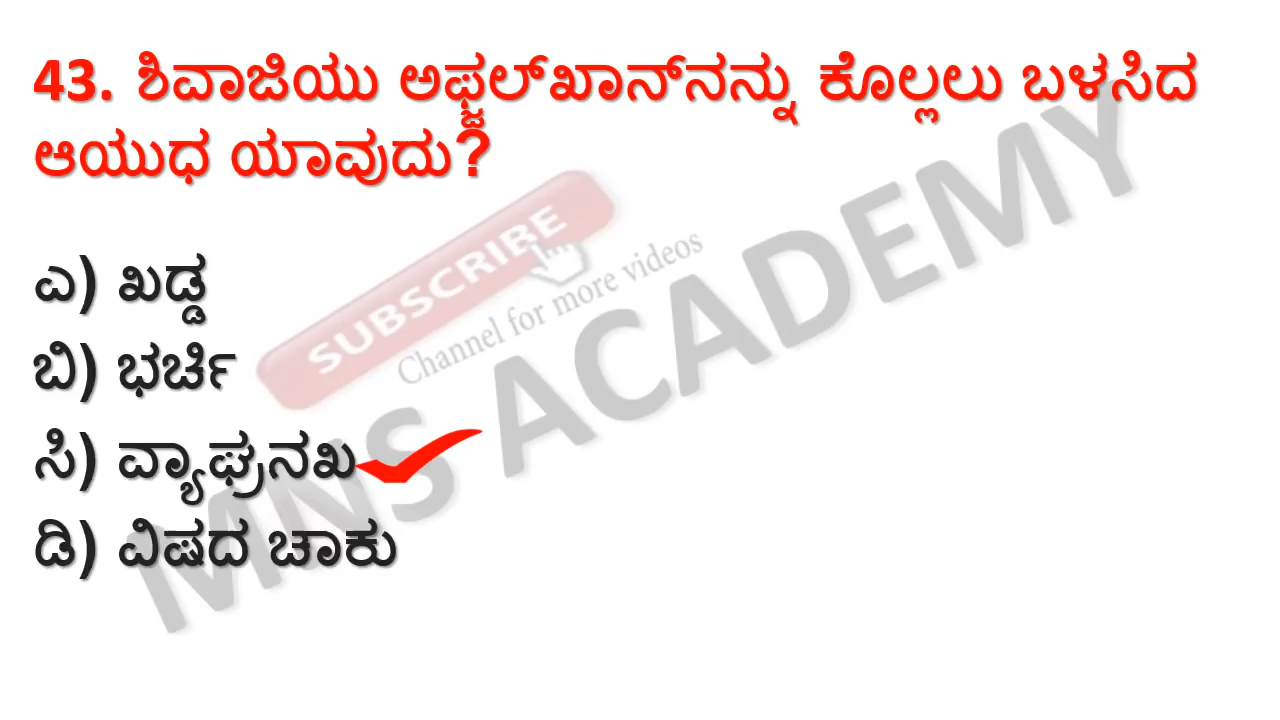 43. ಶಿವಾಜಿಯು ಅಫ್ಜಲ್‌ಖಾನ್‌ನನ್ನು ಕೊಲ್ಲಲು ಬಳಸಿದ
ಆಯುಧ ಯಾವುದು?
ಎ) ಖಡ್ಡ
ಬಿ) ಭರ್ಚಿ
ಸಿ) ವ್ಯಾಘ್ರನಖ
ಡಿ) ವಿಷದ ಚಾಕು
SUBSCRIBE
Channel for more videos
MNS ACADEMY